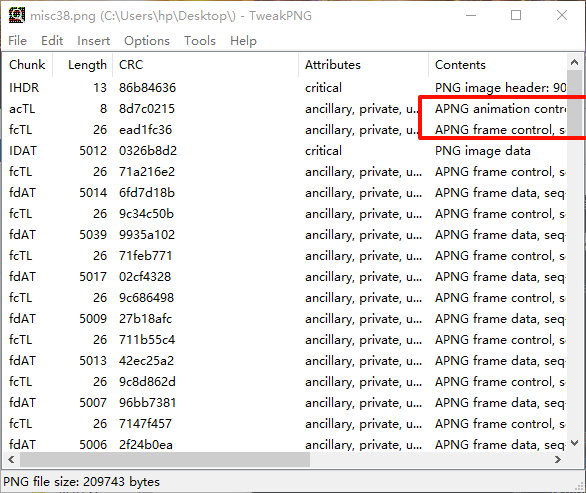 misc38.png (C:\Users\hp\Desktop\) - TweakPNG
File Edit Insert Options Tools Help
Chunk Length CRC Attributes Contents
IHDR 13 86b84636 critical PNG image header: 90
acTL 8 8d7c0215 ancillary, private, u... APNG animation contr
fcTL 26 ead1fc36 ancillary, private, u... APNG frame control, s
IDAT 5012 0326b8d2 critical PNG image data
fcTL 26 71a216e2 ancillary, private, u... APNG frame control, s
fdAT 5014 6fd7d18b ancillary, private, u... APNG frame data, seq
fcTL 26 9c34c50b ancillary, private, u... APNG frame control, s
fdAT 5039 9935a102 ancillary, private, u... APNG frame data, seq
fcTL 26 71feb771 ancillary, private, u... APNG frame control, s
fdAT 5017 02cf4328 ancillary, private, u... APNG frame data, seq
fcTL 26 9c686498 ancillary, private, u... APNG frame control, s
fdAT 5009 27b18afc ancillary, private, u... APNG frame data, seq
fcTL 26 711b55c4 ancillary, private, u... APNG frame control, s
fdAT 5013 42ec25a2 ancillary, private, u... APNG frame data, seq
fcTL 26 9c8d862d ancillary, private, u... APNG frame control, s
fdAT 5007 96bb7381 ancillary, private, u... APNG frame data, seq
fcTL 26 7147f457 ancillary, private, u... APNG frame control, s
fdAT 5006 2f24b0ea ancillary, private, u... APNG frame data, seq
PNG file size: 209743 bytes